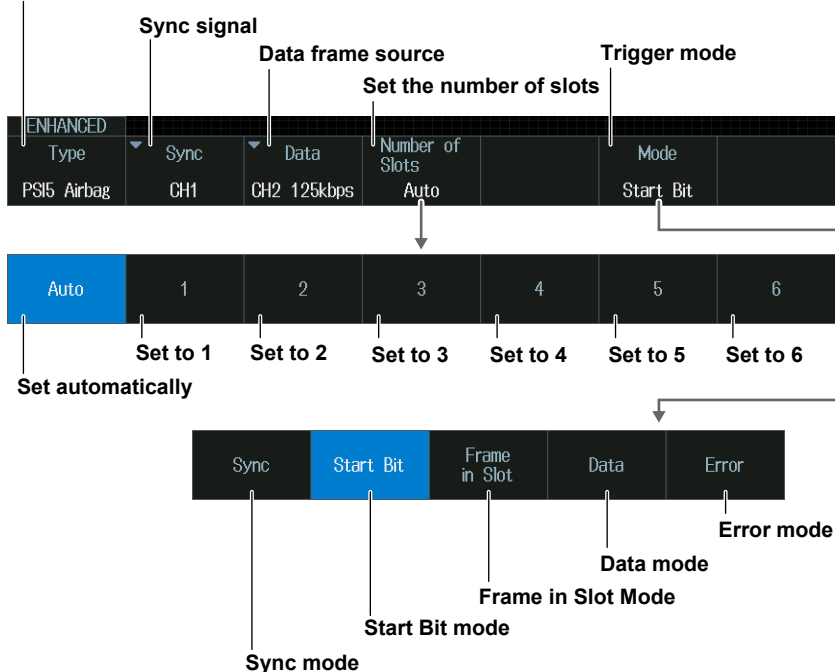 Sync signal
Data frame source
Trigger mode
Set the number of slots
ENHANCED
Type
Sync
Data
Number of
Slots
Mode
PSI5 Airbag
CH1
CH2 125kbps
Auto
Start Bit
Auto
1
2
3
4
5
6
Set to 1
Set to 2
Set to 3
Set to 4
Set to 5
Set to 6
Set automatically
Sync
Start Bit
Frame
in Slot
Data
Error
Error mode
Data mode
Frame in Slot Mode
Start Bit mode
Sync mode